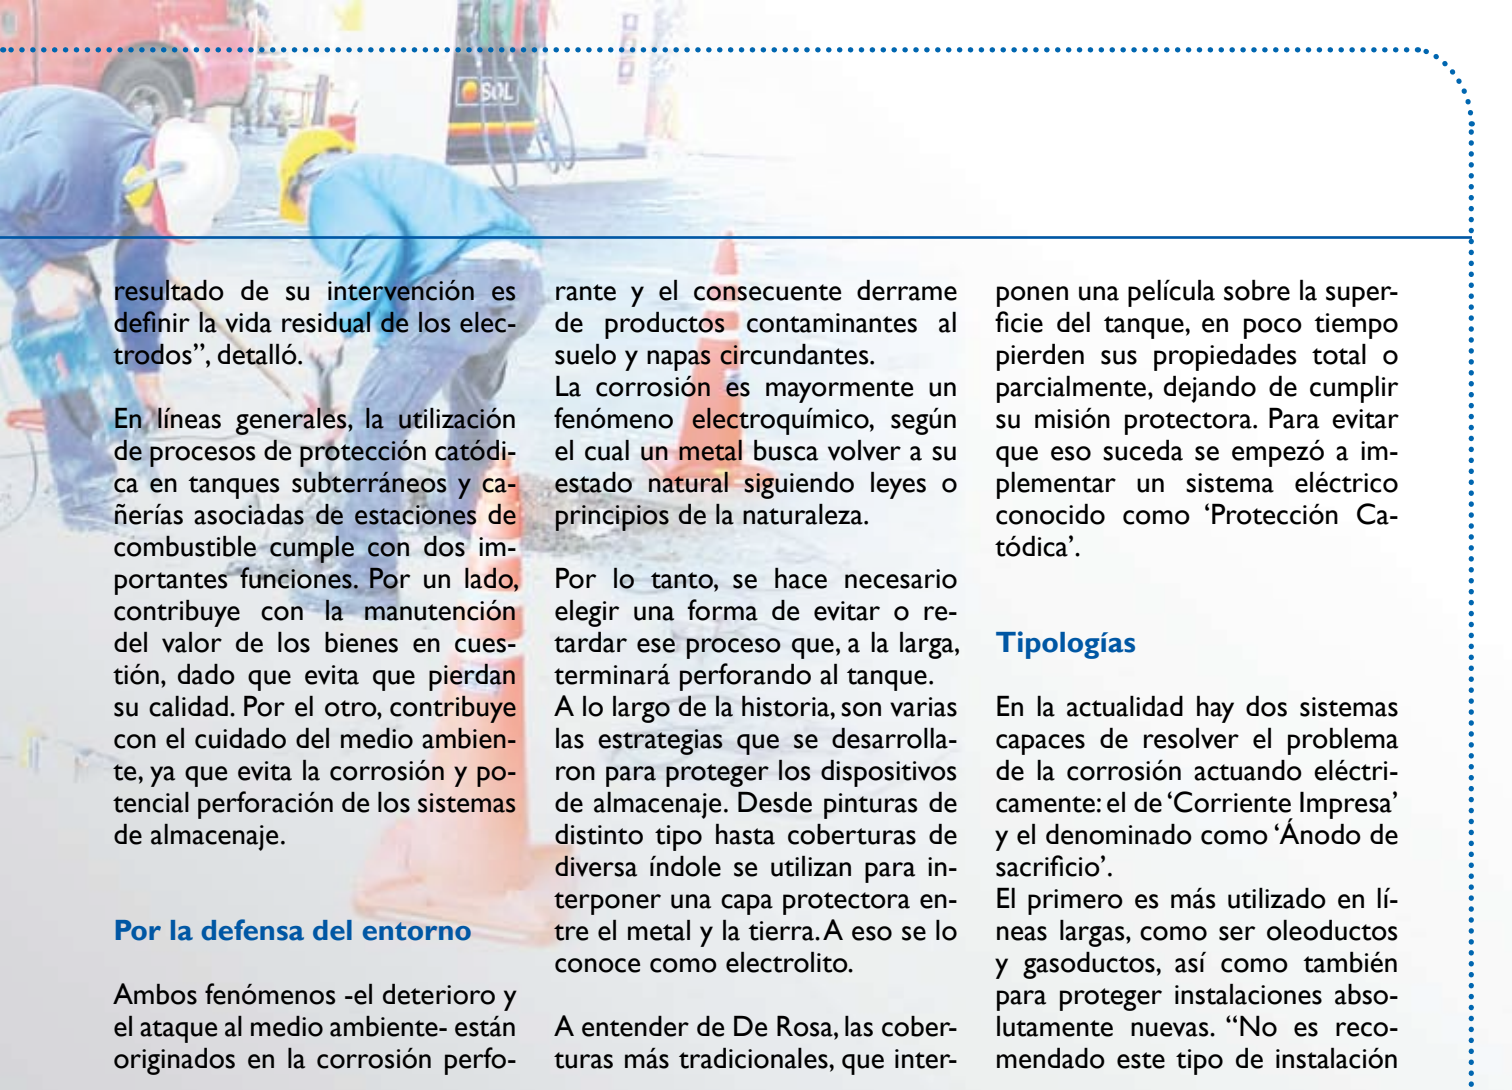 SOL
resultado de su intervención es
definir la vida residual de los elec-
trodos”, detalló.
En líneas generales, la utilización
de procesos de protección catódi-
ca en tanques subterráneos y ca-
ñerías asociadas de estaciones de
combustible cumple con dos im-
portantes funciones. Por un lado,
contribuye con la manutención
del valor de los bienes en cues-
tión, dado que evita que pierdan
su calidad. Por el otro, contribuye
con el cuidado del medio ambien-
te, ya que evita la corrosión y po-
tencial perforación de los sistemas
de almacenaje.
Por la defensa del entorno
Ambos fenómenos -el deterioro y
el ataque al medio ambiente- están
originados en la corrosión perfo-
rante y el consecuente derrame
de productos contaminantes al
suelo y napas circundantes.
La corrosión es mayormente un
fenómeno electroquímico, según
el cual un metal busca volver a su
estado natural siguiendo leyes o
principios de la naturaleza.
Por lo tanto, se hace necesario
elegir una forma de evitar o re-
tardar ese proceso que, a la larga,
terminará perforando al tanque.
A lo largo de la historia, son varias
las estrategias que se desarrolla-
ron para proteger los dispositivos
de almacenaje. Desde pinturas de
distinto tipo hasta coberturas de
diversa índole se utilizan para in-
terponer una capa protectora en-
tre el metal y la tierra. A eso se lo
conoce como electrolito.
A entender de De Rosa, las cober-
turas más tradicionales, que inter-
ponen una película sobre la super-
ficie del tanque, en poco tiempo
pierden sus propiedades total o
parcialmente, dejando de cumplir
su misión protectora. Para evitar
que eso suceda se empezó a im-
plementar un sistema eléctrico
conocido como ‘Protección Ca-
tódica’.
Tipologías
En la actualidad hay dos sistemas
capaces de resolver el problema
de la corrosión actuando eléctri-
camente: el de ‘Corriente Impresa’
y el denominado como ‘Ánodo de
sacrificio’.
El primero es más utilizado en lí-
neas largas, como ser oleoductos
y gasoductos, así como también
para proteger instalaciones abso-
lutamente nuevas. “No es reco-
mendado este tipo de instalación